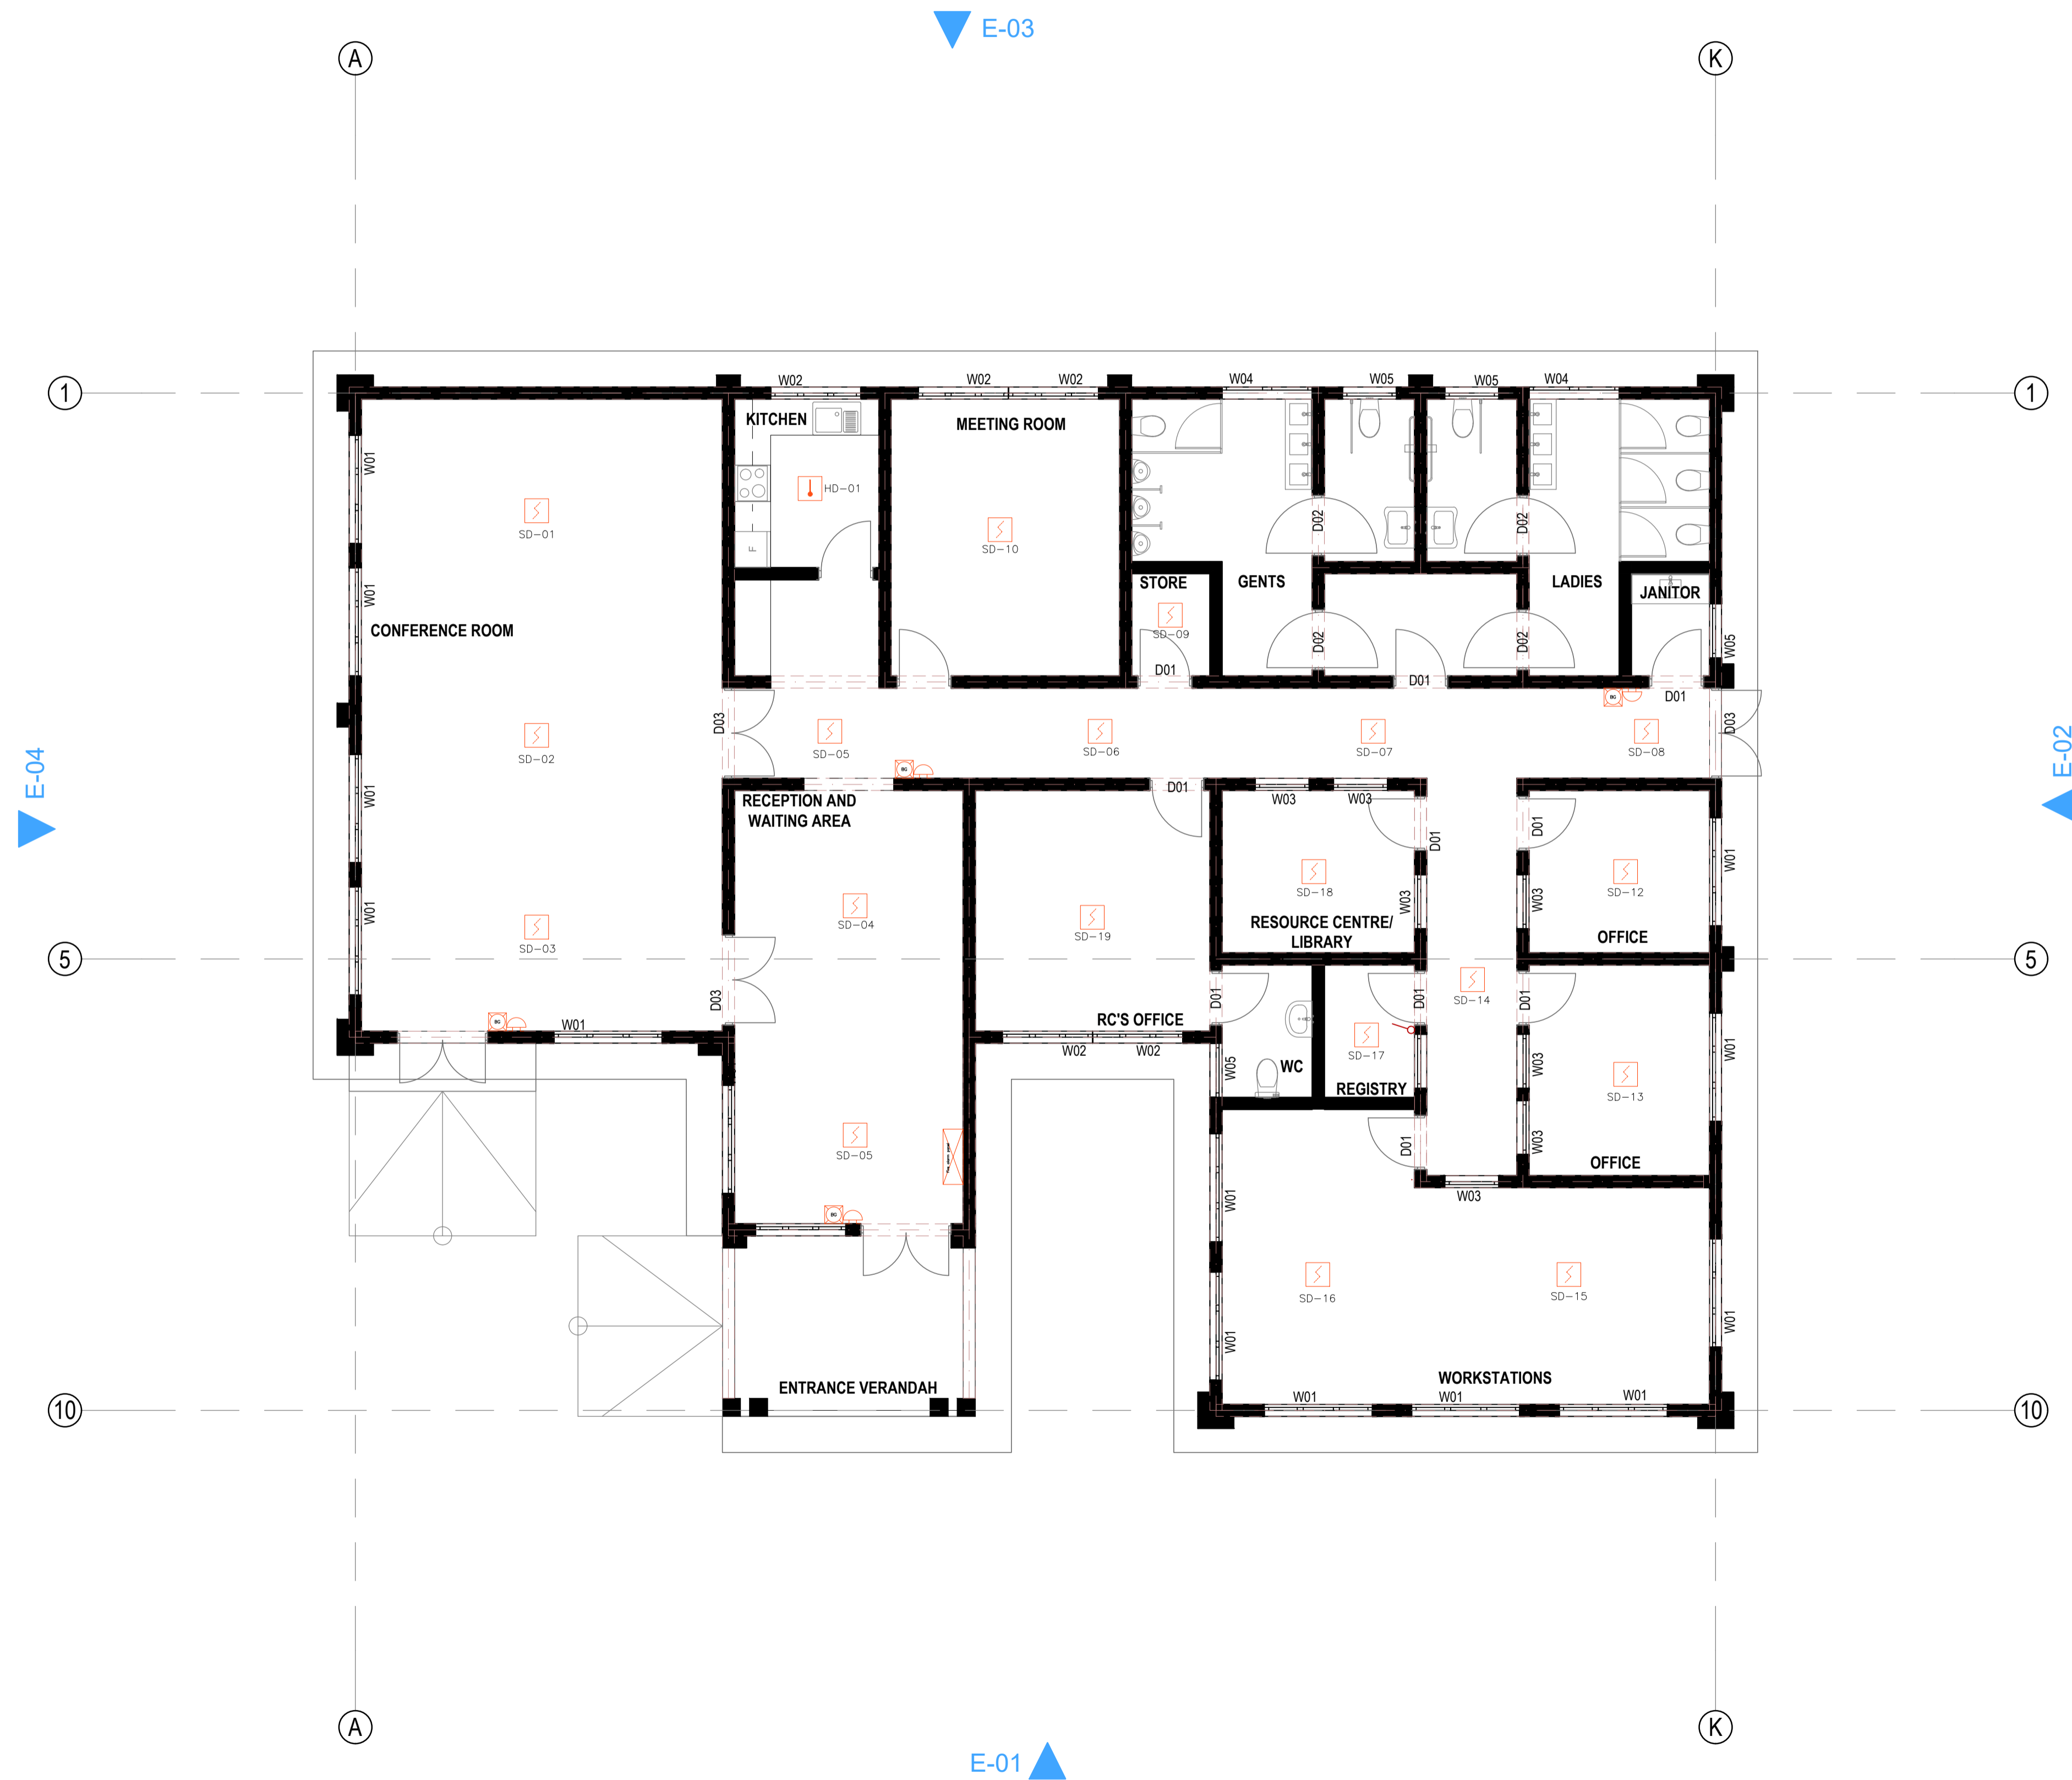 E-03
A
K
1
1
W02
W02
W02
W04
W05
W05
W04
KITCHEN
MEETING ROOM
W01
HD-01
SD-01
D02
D02
SD-10
F
W01
STORE
GENTS
LADIES
JANITOR
CONFERENCE ROOM
SD-09
D02
D02
W05
D01
D01
D01
BG
D03
D03
SD-02
SD-05
SD-06
SD-07
SD-08
E-04
E-02
BG
W01
D01
W03
W03
RECEPTION AND
WAITING AREA
D01
D01
W01
SD-18
SD-12
W03
W03
W01
SD-04
SD-19
RESOURCE CENTRE/
LIBRARY
OFFICE
SD-03
5
5
D03
D01
D01
D01
SD-14
BG
W01
RC'S OFFICE
W02
W02
W05
WC
SD-17
REGISTRY
W03
W01
SD-13
SD-05
D01
W03
OFFICE
W03
W01
BG
SD-16
SD-15
W01
W01
ENTRANCE VERANDAH
WORKSTATIONS
W01
W01
W01
10
10
A
K
E-01